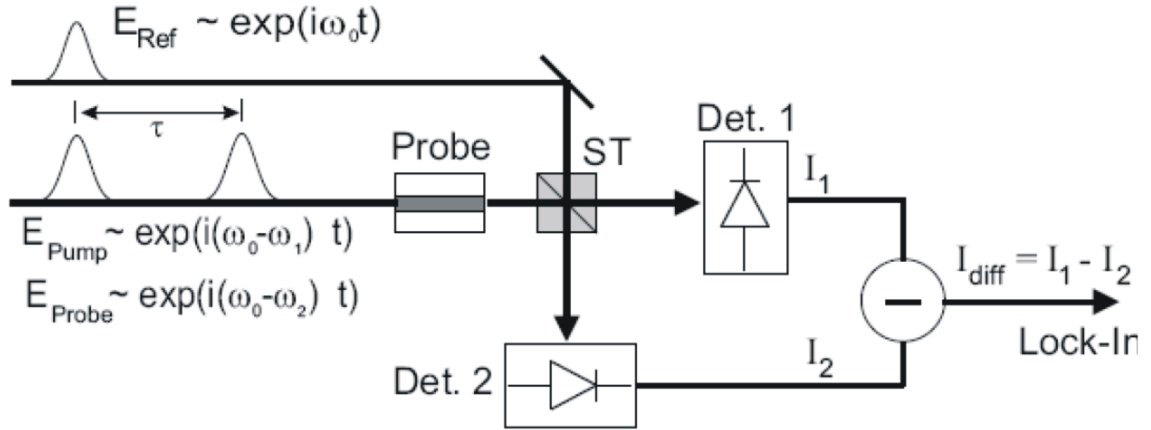 E_Ref ~ exp(iω₀t)
τ
Probe
ST
Det. 1
I₁
E_Pump~ exp(i(ω₀-ω₁) t)
E_Probe~ exp(i(ω₀-ω₂) t)
I_diff = I₁ - I₂
Lock-In
Det. 2
I₂